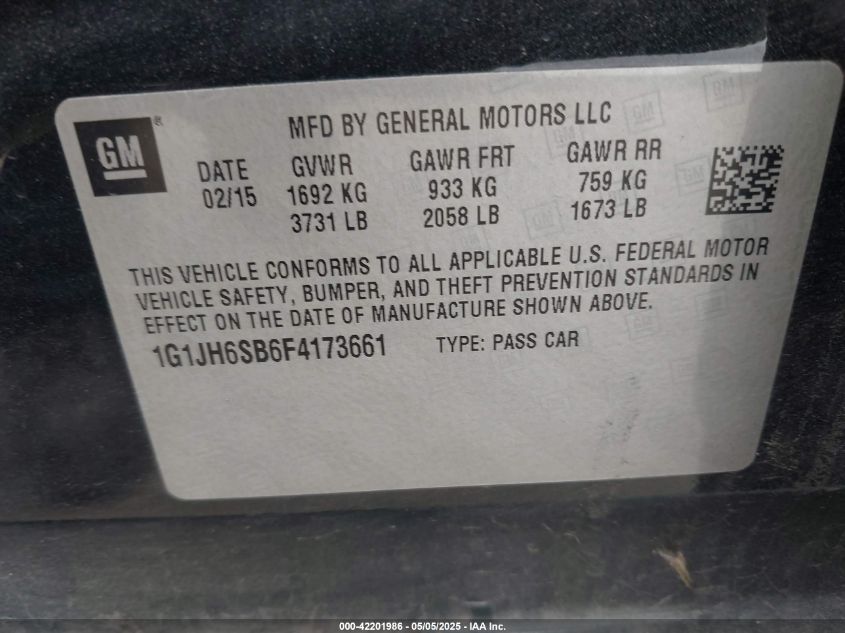 GM®
MFD BY GENERAL MOTORS LLC
DATE GVWR GAWR FRT GAWR RR
02/15 1692 KG 933 KG 759 KG
3731 LB 2058 LB 1673 LB
THIS VEHICLE CONFORMS TO ALL APPLICABLE U.S. FEDERAL MOTOR
VEHICLE SAFETY, BUMPER, AND THEFT PREVENTION STANDARDS IN
EFFECT ON THE DATE OF MANUFACTURE SHOWN ABOVE.
1G1JH6SB6F4173661 TYPE: PASS CAR
000-42201986 - 05/05/2025 - IAA Inc.